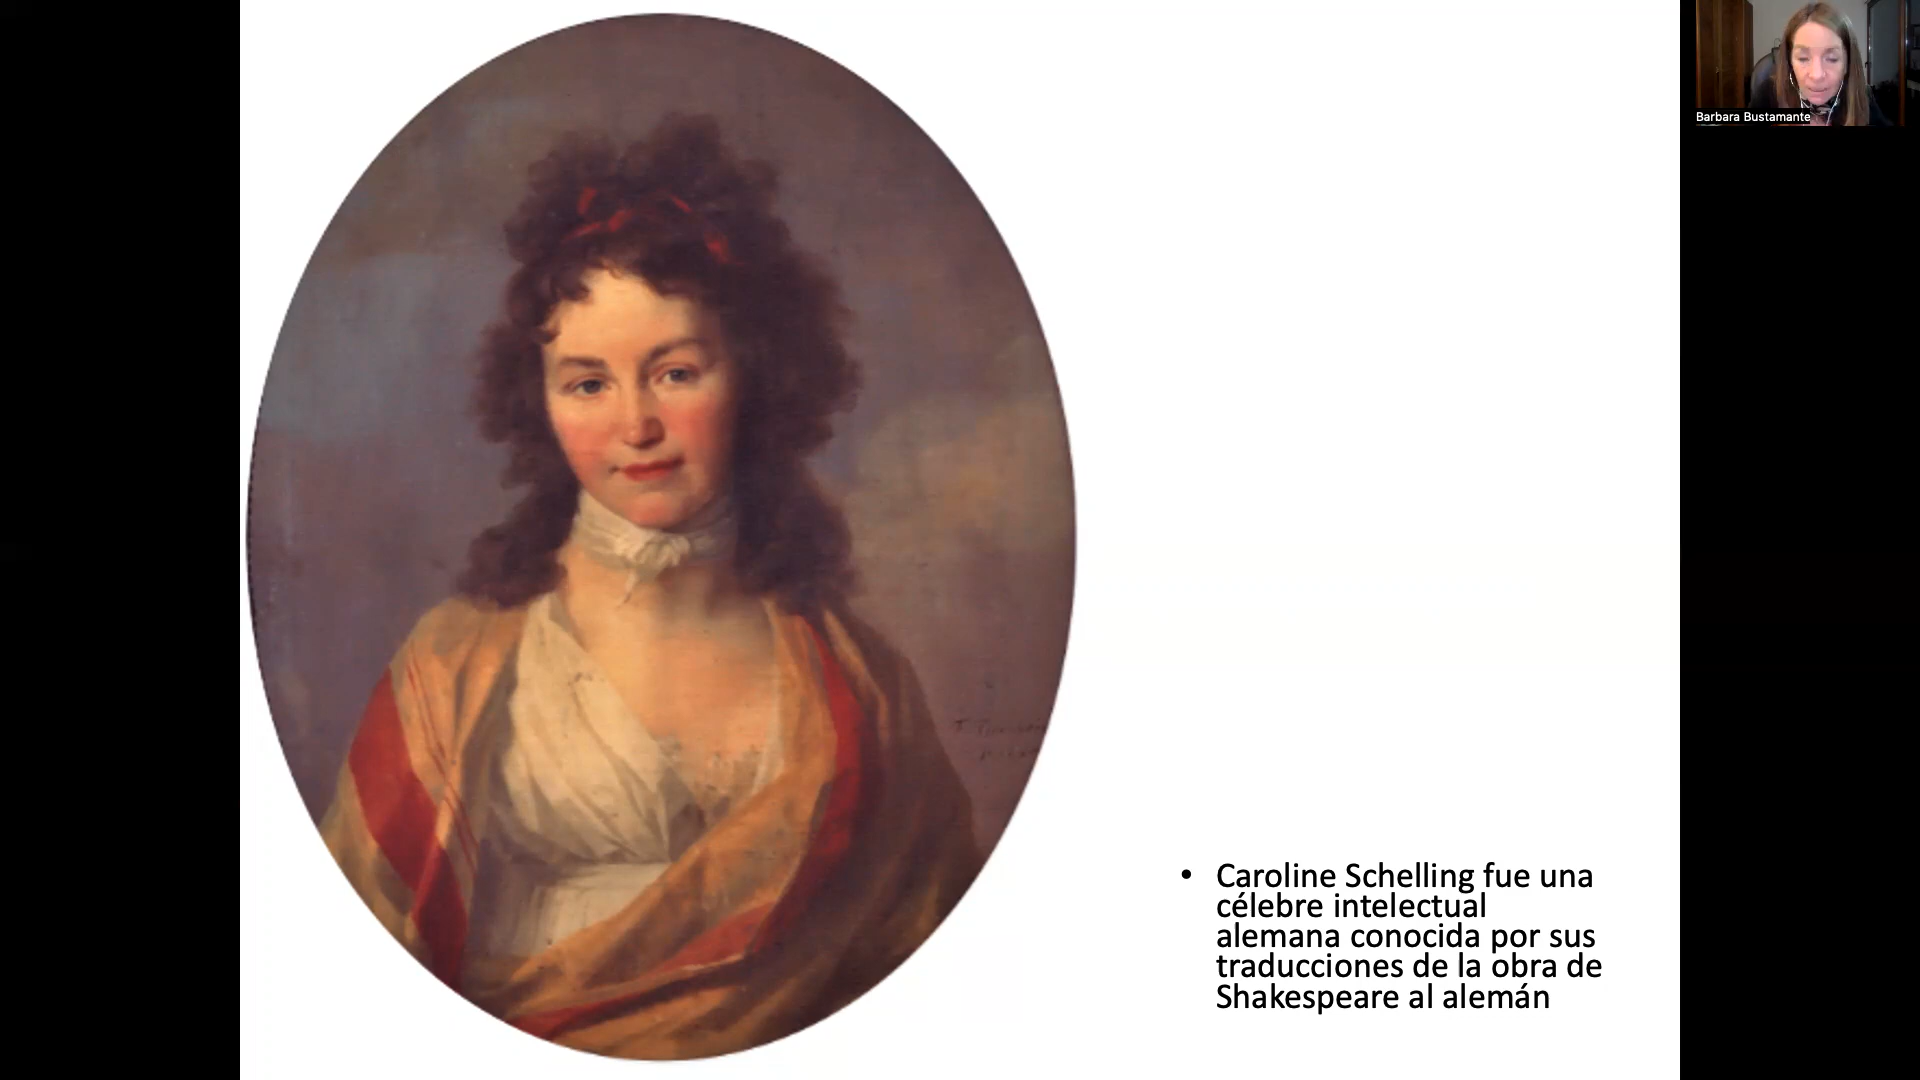 Barbara Bustamante
• Caroline Schelling fue una
célebre intelectual
alemana conocida por sus
traducciones de la obra de
Shakespeare al alemán